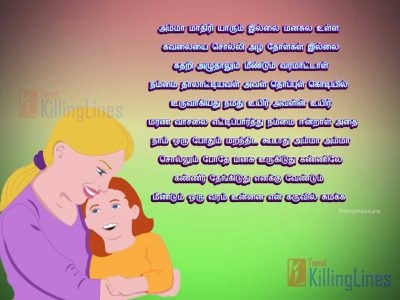 Tamil
KillingLines
அம்மா மாதிரி யாரும் இல்லை மனசுல உள்ள
கவலையை சொல்லி அழ தோள்கள் இல்லை
கதறி அழுதாலும் மீண்டும் வரமாட்டாள்
நம்மை தாலாட்டியவள் அவள் தொப்புள் கொடியில்
உருவாகியது நமது உயிர் அவளின் உயிர்
மரண வாசலை எட்டிப்பார்த்து நம்மை ஈன்றாள் அதை
நாம் ஒரு போதும் மறந்திட கூடாது அம்மா அம்மா
சொல்லும் போதே மனசு உருகிடுது கண்ணிலே
கண்ணீர் தேங்கிடுது எனக்கு வேண்டும்
மீண்டும் ஒரு வரம் உன்னை என் கருவில் சுமக்க
Tamil
KillingLines